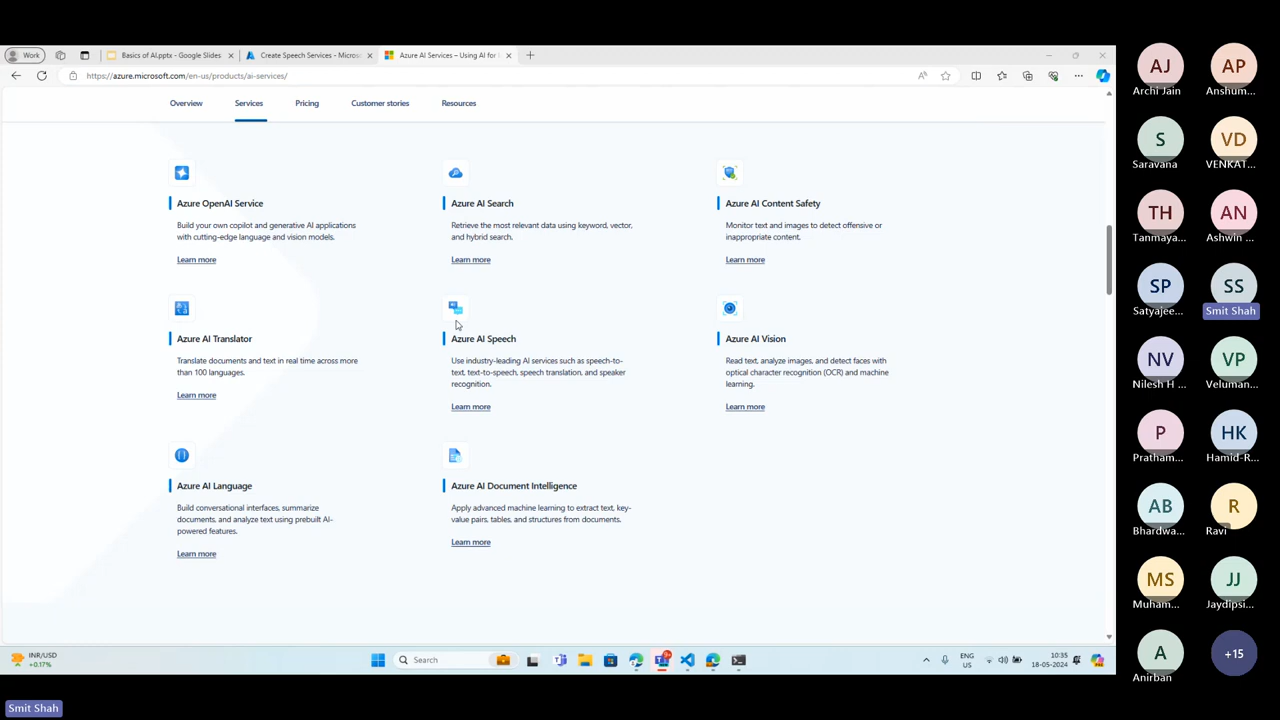 Work
Basics of AI.pptx - Google Slides
Create Speech Services - Micros
Azure AI Services – Using AI for I
https://azure.microsoft.com/en-us/products/ai-services/
Overview
Services
Pricing
Customer stories
Resources
Azure OpenAI Service
Build your own copilot and generative AI applications
with cutting-edge language and vision models.
Learn more
Azure AI Search
Retrieve the most relevant data using keyword, vector,
and hybrid search.
Learn more
Azure AI Content Safety
Monitor text and images to detect offensive or
inappropriate content.
Learn more
Azure AI Translator
Translate documents and text in real time across more
than 100 languages.
Learn more
Azure AI Speech
Use industry-leading AI services such as speech-to-
text, text-to-speech, speech translation, and speaker
recognition.
Learn more
Azure AI Vision
Read text, analyze images, and detect faces with
optical character recognition (OCR) and machine
learning.
Learn more
Azure AI Language
Build conversational interfaces, summarize
documents, and analyze text using prebuilt AI-
powered features.
Learn more
Azure AI Document Intelligence
Apply advanced machine learning to extract text, key-
value pairs, tables, and structures from documents.
Learn more
INR/USD
+0.17%
Search
ENG
US
10:35
18-05-2024
Smit Shah
AJ
Archi Jain
AP
Anshum...
S
Saravana
VD
VENKAT...
TH
Tanmaya...
AN
Ashwin ...
SP
Satyajee...
SS
Smit Shah
NV
Nilesh H ...
VP
Veluman...
P
Pratham...
HK
Hamid-R...
AB
Bhardwa...
R
Ravi
MS
Muham...
JJ
Jaydipsi...
A
Anirban
+15